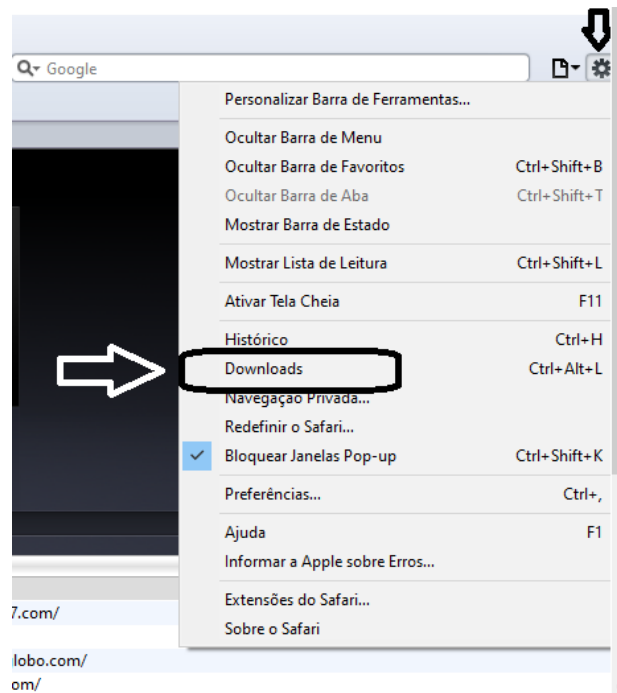 Google
Personalizar Barra de Ferramentas...
Ocultar Barra de Menu
Ocultar Barra de Favoritos Ctrl+Shift+B
Ocultar Barra de Aba Ctrl+Shift+T
Mostrar Barra de Estado
Mostrar Lista de Leitura Ctrl+Shift+L
Ativar Tela Cheia F11
Histórico Ctrl+H
Downloads Ctrl+Alt+L
Navegação Privada...
Redefinir o Safari...
Bloquear Janelas Pop-up Ctrl+Shift+K
Preferências... Ctrl+,
Ajuda F1
Informar a Apple sobre Erros...
Extensões do Safari...
7.com/
Sobre o Safari
lobo.com/
om/